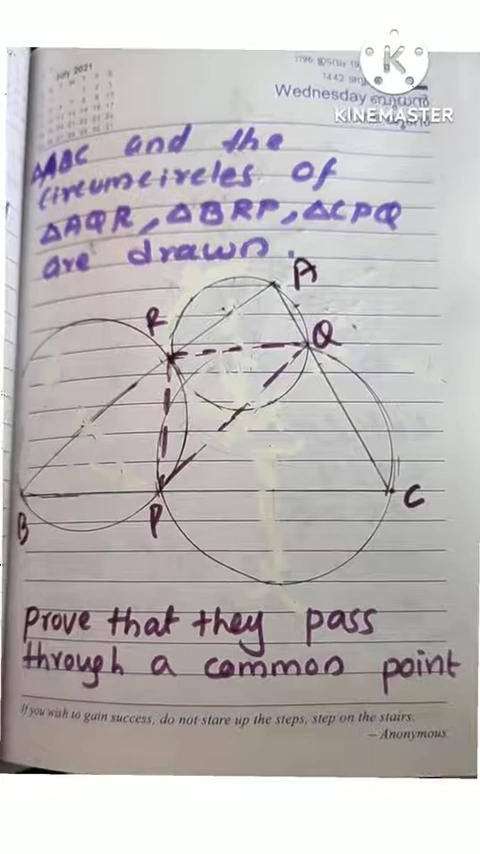 July 2021
1442
Wednesday ബുധൻ
KINEMASTER
ΔABC and the
circumcircles of
ΔAQR, ΔBRP, ΔCPQ
are drawn.
A
R
Q
B
P
C
prove that they pass
through a common point
If you wish to gain success, do not stare up the steps, step on the stairs.
– Anonymous